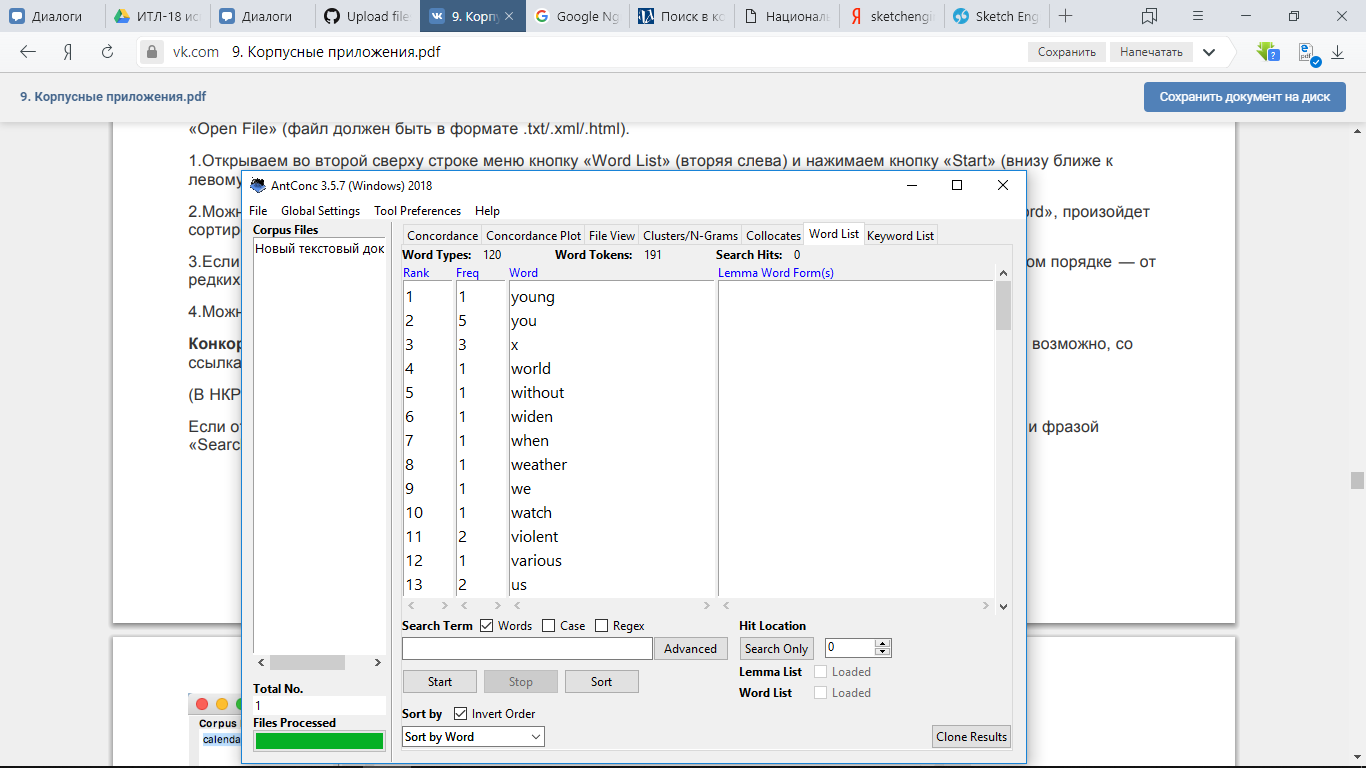 Диалоги
ИТЛ-18 ис
Диалоги
Upload file
9. Корп
Google Ng
Поиск в ко
Националь
sketchengi
Sketch Eng
vk.com 9. Корпусные приложения.pdf
Сохранить
Напечатать
9. Корпусные приложения.pdf
Сохранить документ на диск
«Open File» (файл должен быть в формате .txt/.xml/.html).
1.Открываем во второй сверху строке меню кнопку «Word List» (вторяя слева) и нажимаем кнопку «Start» (внизу ближе к
левому
2.Можн
ord», произойдет
сортир
3.Если
ом порядке — от
редких
4.Можн
Конкор
возможно, со
ссылка
(В НКР
Если о
и фразой
«Searc
AntConc 3.5.7 (Windows) 2018
File Global Settings Tool Preferences Help
Corpus Files
Новый текстовый док
Concordance Concordance Plot File View Clusters/N-Grams Collocates Word List Keyword List
Word Types: 120 Word Tokens: 191 Search Hits: 0
Rank Freq Word Lemma Word Form(s)
1 1 young
2 5 you
3 3 x
4 1 world
5 1 without
6 1 widen
7 1 when
8 1 weather
9 1 we
10 1 watch
11 2 violent
12 1 various
13 2 us
Search Term Words Case Regex Hit Location
Advanced Search Only 0
Start Stop Sort Lemma List Loaded
Word List Loaded
Total No.
1
Files Processed
Sort by Invert Order
Sort by Word Clone Results
Corpus
calenda